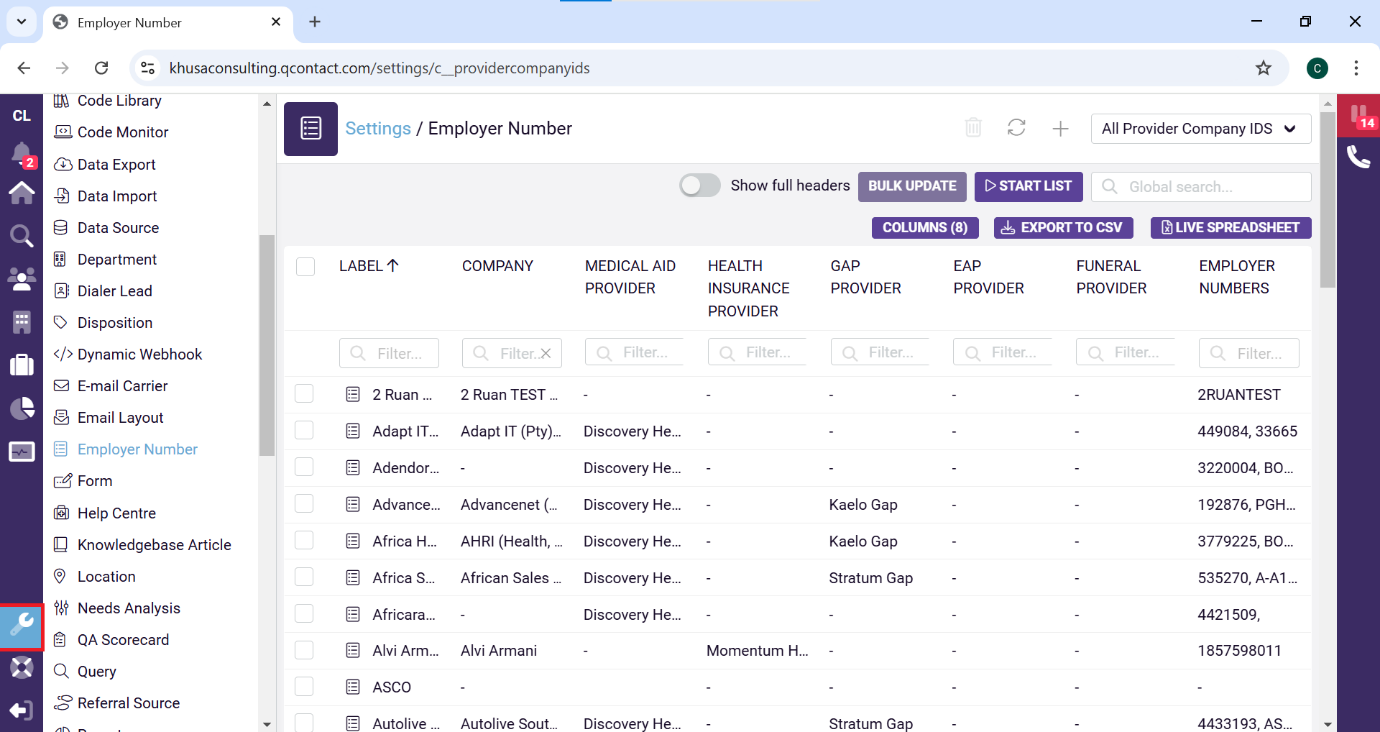 Employer Number
khusaconsulting.qcontact.com/settings/c__providercompanyids
C
CL
2
14
Code Library
Code Monitor
Data Export
Data Import
Data Source
Department
Dialer Lead
Disposition
Dynamic Webhook
E-mail Carrier
Email Layout
Employer Number
Form
Help Centre
Knowledgebase Article
Location
Needs Analysis
QA Scorecard
Query
Referral Source
Settings / Employer Number
All Provider Company IDS
Show full headers
BULK UPDATE
START LIST
Global search...
COLUMNS (8)
EXPORT TO CSV
LIVE SPREADSHEET
LABEL COMPANY MEDICAL AID PROVIDER HEALTH INSURANCE PROVIDER GAP PROVIDER EAP PROVIDER FUNERAL PROVIDER EMPLOYER NUMBERS
Filter... Filter.. Filter... Filter... Filter... Filter... Filter... Filter...
2 Ruan ... 2 Ruan TEST ... - - - - - 2RUANTEST
Adapt IT... Adapt IT (Pty)... Discovery He... - - - - 449084, 33665
Adendor... - Discovery He... - - - - 3220004, BO...
Advance... Advancenet (... Discovery He... - Kaelo Gap - - 192876, PGH...
Africa H... AHRI (Health, ... Discovery He... - Kaelo Gap - - 3779225, BO...
Africa S... African Sales ... Discovery He... - Stratum Gap - - 535270, A-A1...
Africara... - Discovery He... - - - - 4421509,
Alvi Arm... Alvi Armani - Momentum H... - - - 1857598011
ASCO - - - - - -
Autolive ... Autolive Sout... Discovery He... - Stratum Gap - - 4433193, AS...